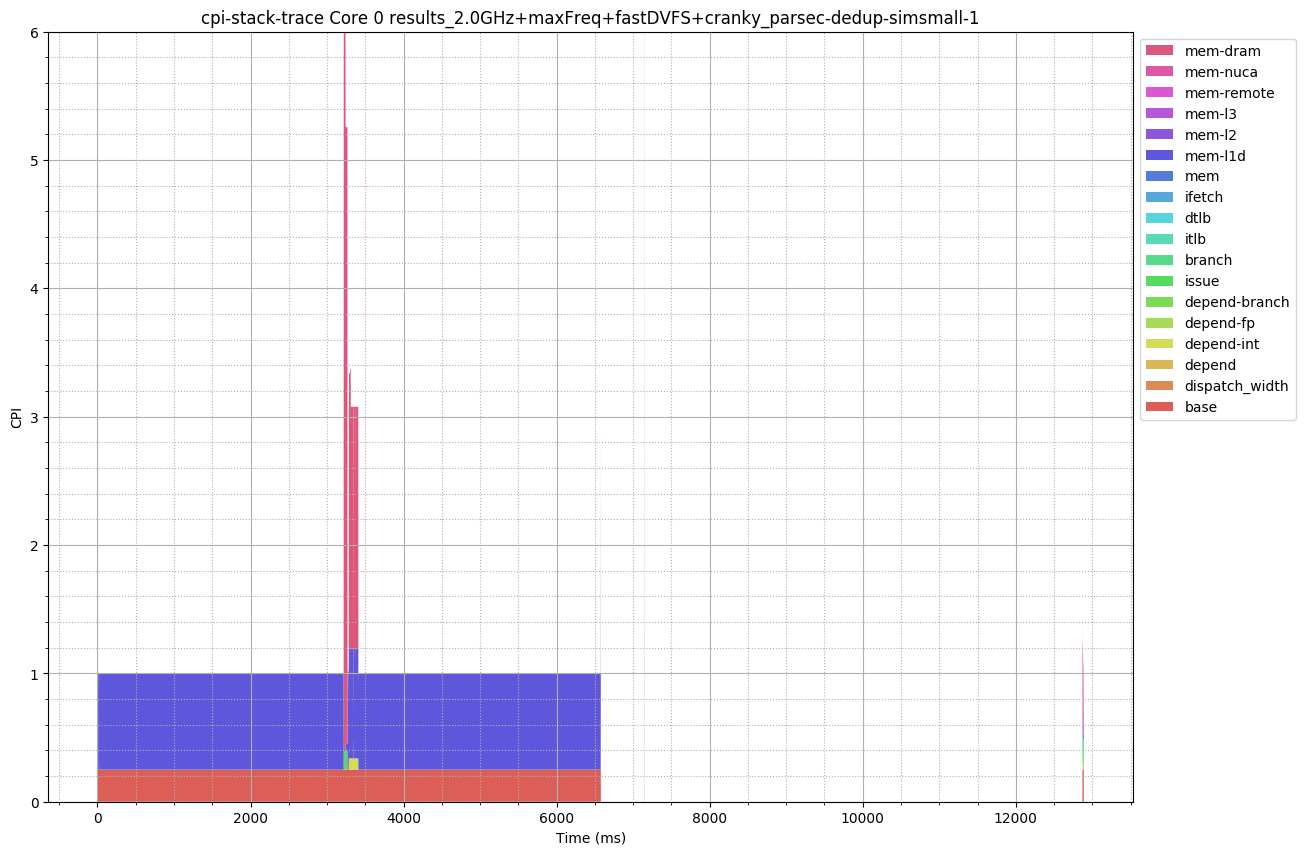 cpi-stack-trace Core 0 results_2.0GHz+maxFreq+fastDVFS+cranky_parsec-dedup-simsmall-1
6
5
4
3
2
1
0
CPI
0 2000 4000 6000 8000 10000 12000
Time (ms)
mem-dram
mem-nuca
mem-remote
mem-l3
mem-l2
mem-l1d
mem
ifetch
dtlb
itlb
branch
issue
depend-branch
depend-fp
depend-int
depend
dispatch_width
base